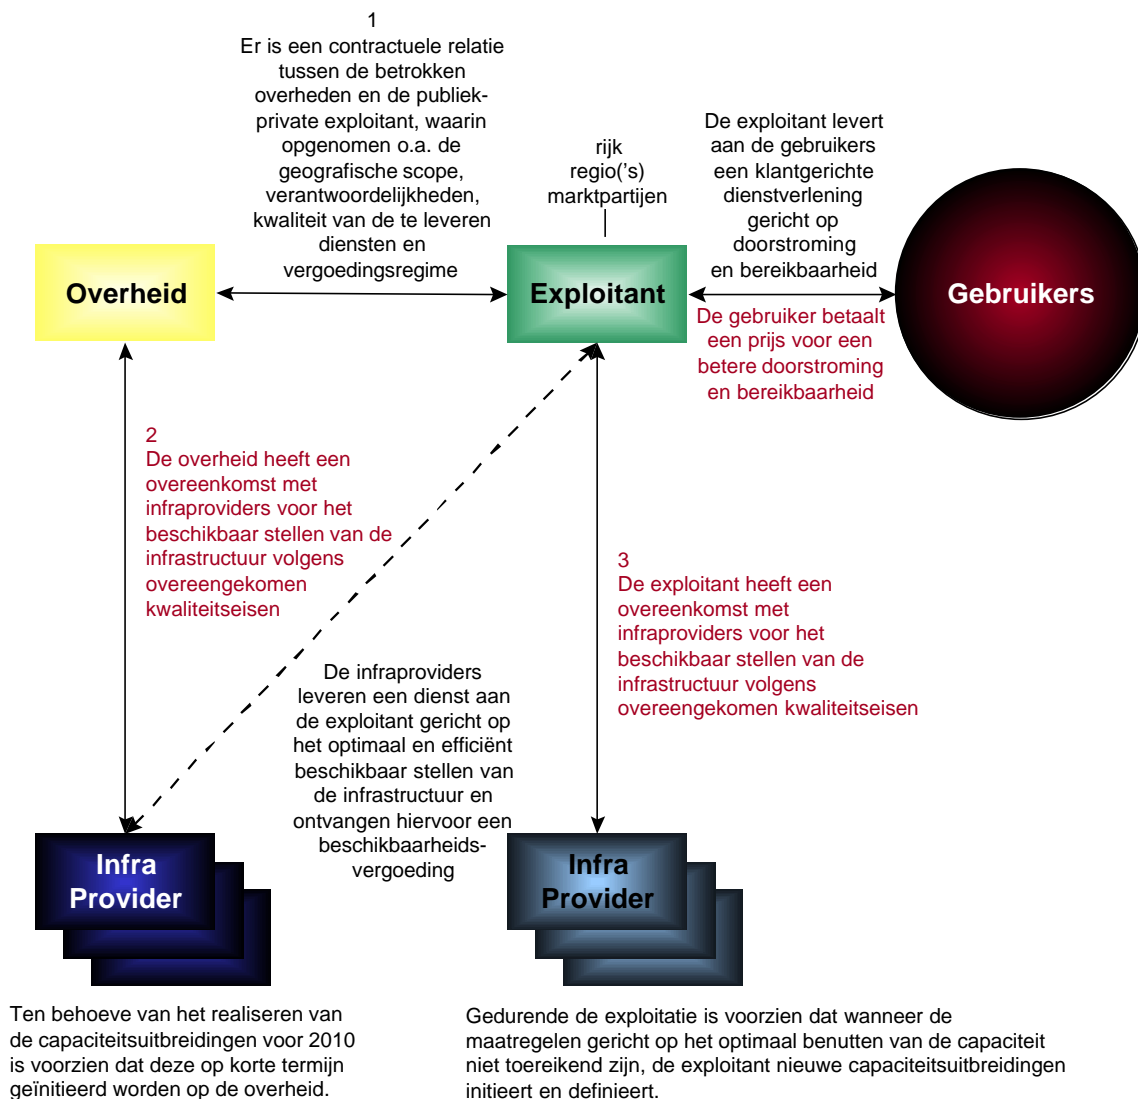 1
Er is een contractuele relatie
tussen de betrokken
overheden en de publiek-
private exploitant, waarin
opgenomen o.a. de
geografische scope,
verantwoordelijkheden,
kwaliteit van de te leveren
diensten en
vergoedingsregime
rijk
regio('s)
marktpartijen
De exploitant levert
aan de gebruikers
een klantgerichte
dienstverlening
gericht op
doorstroming
en bereikbaarheid
Overheid
Exploitant
Gebruikers
De gebruiker betaalt
een prijs voor een
betere doorstroming
en bereikbaarheid
2
De overheid heeft een
overeenkomst met
infraproviders voor het
beschikbaar stellen van de
infrastructuur volgens
overeengekomen
kwaliteitseisen
3
De exploitant heeft een
overeenkomst met
infraproviders voor het
beschikbaar stellen van de
infrastructuur volgens
overeengekomen kwaliteitseisen
De infraproviders
leveren een dienst aan
de exploitant gericht op
het optimaal en efficiënt
beschikbaar stellen van
de infrastructuur en
ontvangen hiervoor een
beschikbaarheids-
vergoeding
Infra
Provider
Infra
Provider
Ten behoeve van het realiseren van
de capaciteitsuitbreidingen voor 2010
is voorzien dat deze op korte termijn
geïnitieerd worden op de overheid.
Gedurende de exploitatie is voorzien dat wanneer de
maatregelen gericht op het optimaal benutten van de capaciteit
niet toereikend zijn, de exploitant nieuwe capaciteitsuitbreidingen
initieert en definieert.